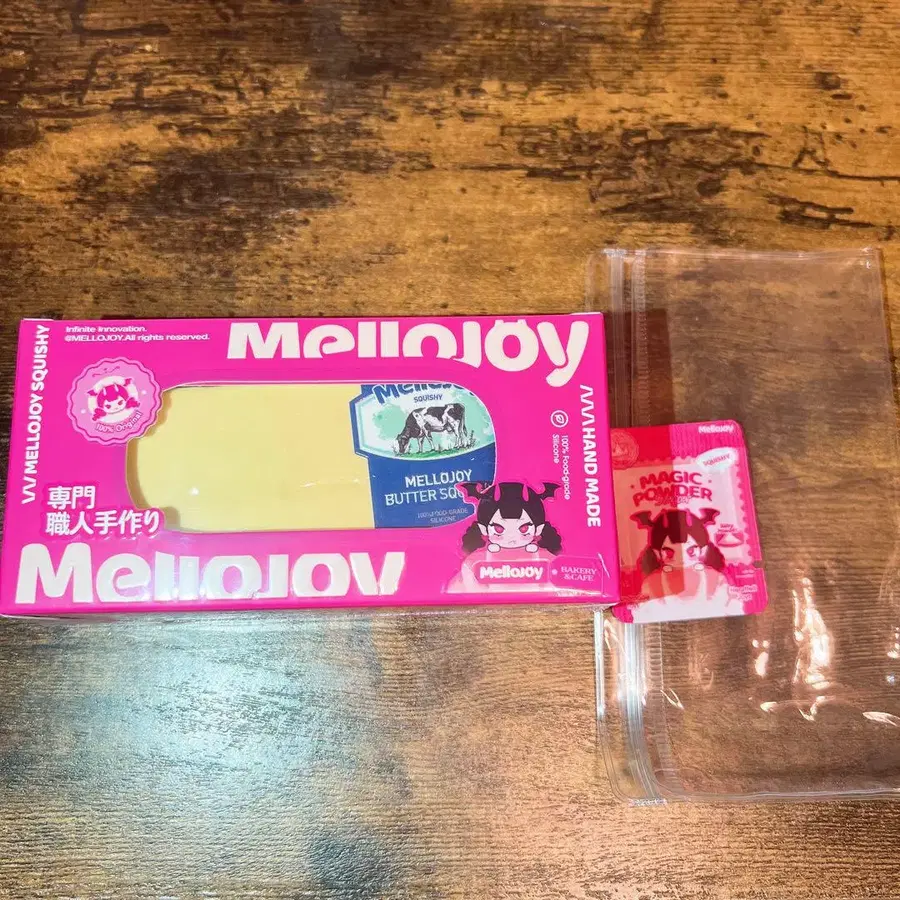 Infinite Innovation.
@MELLOJOY.All rights reserved.
Mellojoy
MELLOJOY SQUISHY
100% Original
SQUISHY
MELLOJOY
BUTTER
100% FOOD-GRADE
SILICONE
100% Food-grade
Silicone
HAND MADE
専門
職人手作り
Mellojoy
Mellojoy
BAKERY
&CAFE
Mellojoy
SQUISHY
MAGIC
POWDER